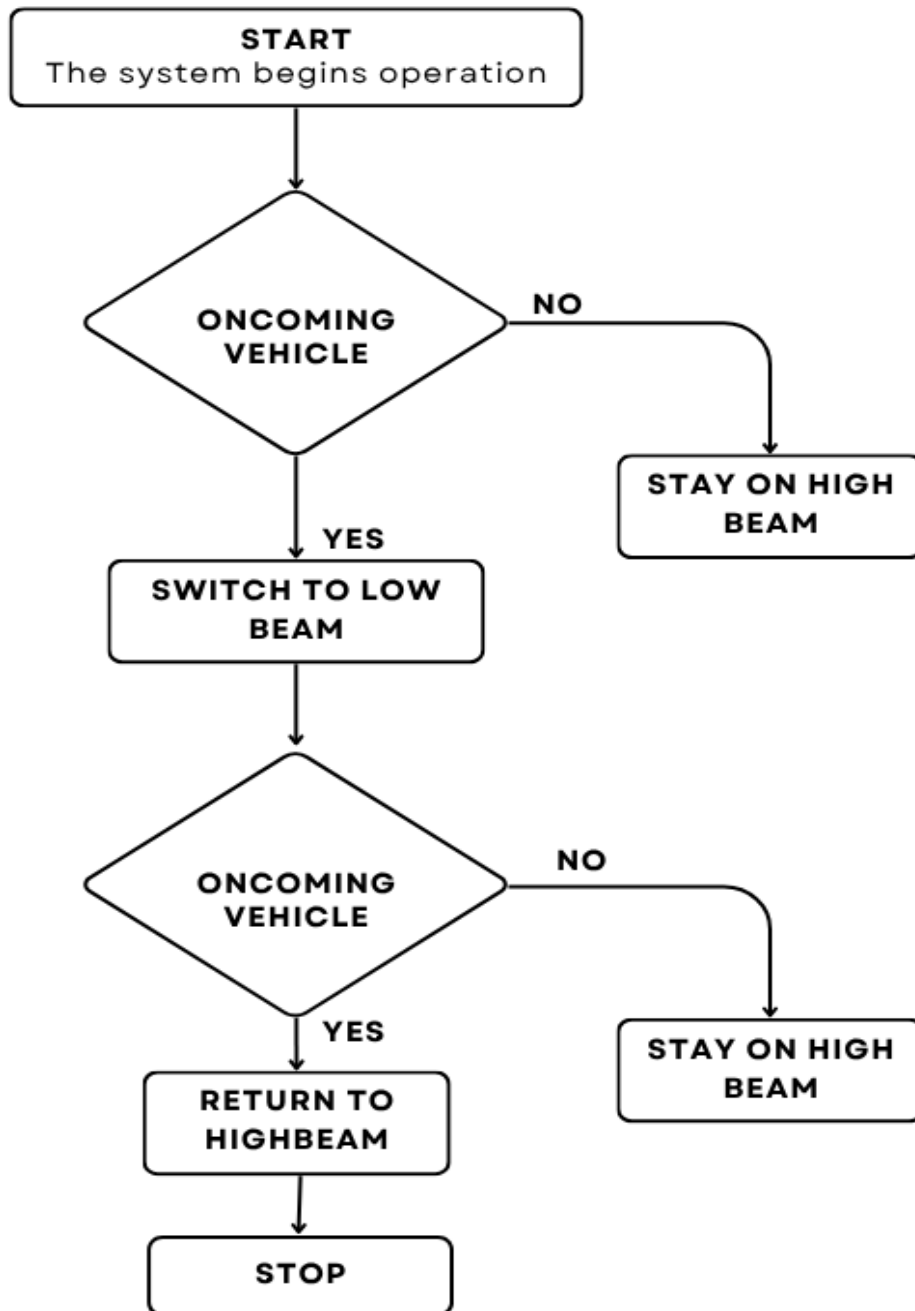 START
The system begins operation
ONCOMING
VEHICLE
NO
STAY ON HIGH
BEAM
YES
SWITCH TO LOW
BEAM
ONCOMING
VEHICLE
NO
STAY ON HIGH
BEAM
YES
RETURN TO
HIGHBEAM
STOP